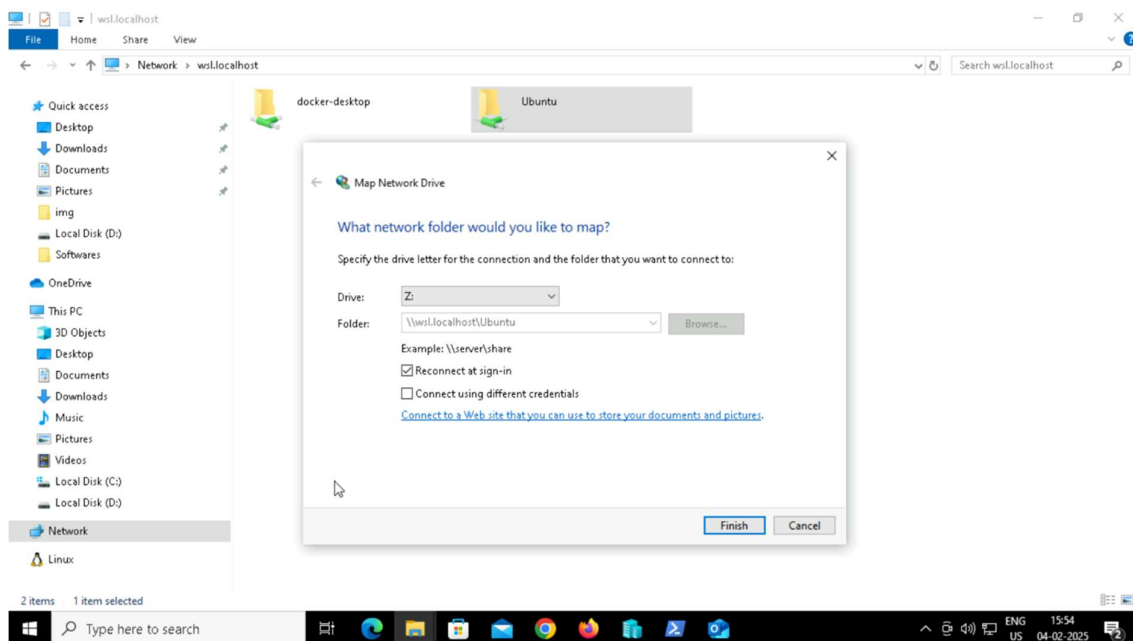 wsl.localhost
File Home Share View
Network > wsl.localhost
Search wsl.localhost
Quick access
Desktop
Downloads
Documents
Pictures
img
Local Disk (D:)
Softwares
OneDrive
This PC
3D Objects
Desktop
Documents
Downloads
Music
Pictures
Videos
Local Disk (C:)
Local Disk (D:)
Network
Linux
docker-desktop
Ubuntu
Map Network Drive
What network folder would you like to map?
Specify the drive letter for the connection and the folder that you want to connect to:
Drive: Z:
Folder: \\wsl.localhost\Ubuntu Browse...
Example: \\server\share
Reconnect at sign-in
Connect using different credentials
Connect to a Web site that you can use to store your documents and pictures.
Finish Cancel
2 items 1 item selected
Type here to search
ENG 15:54
US 04-02-2025
2